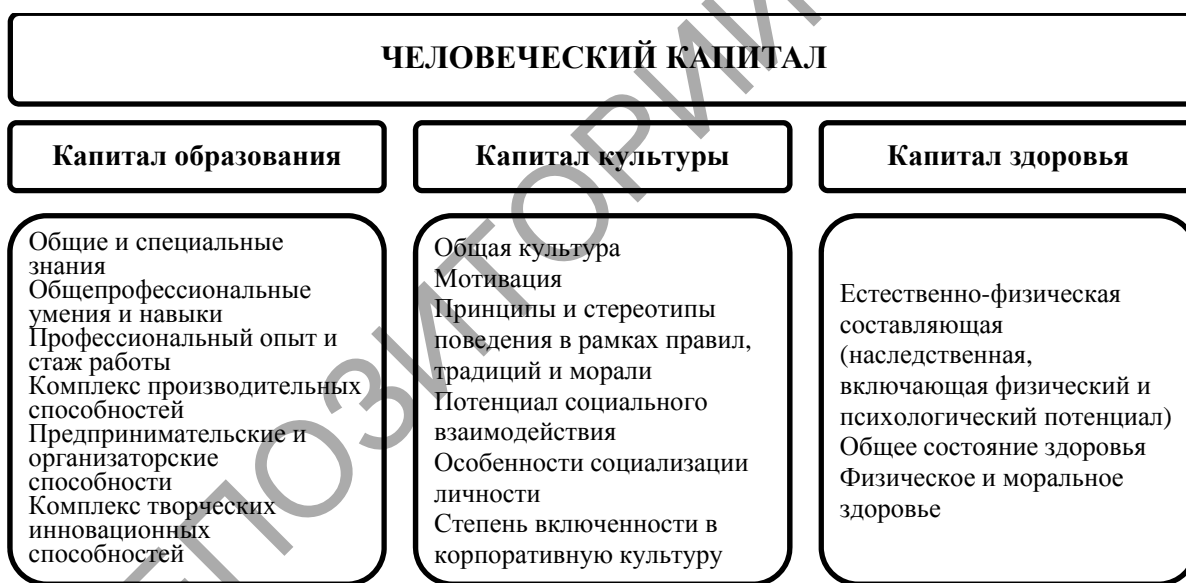 ЧЕЛОВЕЧЕСКИЙ КАПИТАЛ
Капитал образования
Общие и специальные
знания
Общепрофессиональные
умения и навыки
Профессиональный опыт и
стаж работы
Комплекс производительных
способностей
Предпринимательские и
организаторские
способности
Комплекс творческих
инновационных
способностей
Капитал культуры
Общая культура
Мотивация
Принципы и стереотипы
поведения в рамках правил,
традиций и морали
Потенциал социального
взаимодействия
Особенности социализации
личности
Степень включенности в
корпоративную культуру
Капитал здоровья
Естественно-физическая
составляющая
(наследственная,
включающая физический и
психологический потенциал)
Общее состояние здоровья
Физическое и моральное
здоровье